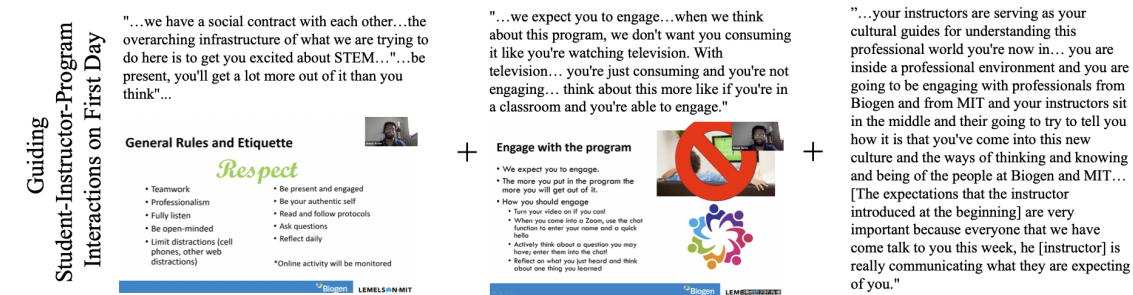 Guiding
Student-Instructor-Program
Interactions on First Day
"…we have a social contract with each other…the
overarching infrastructure of what we are trying to
do here is to get you excited about STEM…"…be
present, you'll get a lot more out of it than you
think"...
General Rules and Etiquette
Respect
• Teamwork
• Professionalism
• Fully listen
• Be open-minded
• Limit distractions (cell
phones, other web
distractions)
• Be present and engaged
• Be your authentic self
• Read and follow protocols
• Ask questions
• Reflect daily
*Online activity will be monitored
Biogen
LEMELSON-MIT
+
"...we expect you to engage…when we think
about this program, we don't want you consuming
it like you're watching television. With
television… you're just consuming and you're not
engaging… think about this more like if you're in
a classroom and you're able to engage."
Engage with the program
• We expect you to engage.
• The more you put in the program the
more you will get out of it.
• How you should engage
• Turn your video on if you can!
• When you come into a Zoom, use the chat
function to enter your name and a quick
hello
• Actively think about a question you may
have; enter them into the chat!
• Reflect on what you just heard and think
about one thing you learned
Biogen
+
”…your instructors are serving as your
cultural guides for understanding this
professional world you're now in… you are
inside a professional environment and you are
going to be engaging with professionals from
Biogen and from MIT and your instructors sit
in the middle and their going to try to tell you
how it is that you've come into this new
culture and the ways of thinking and knowing
and being of the people at Biogen and MIT…
[The expectations that the instructor
introduced at the beginning] are very
important because everyone that we have
come talk to you this week, he [instructor] is
really communicating what they are expecting
of you."